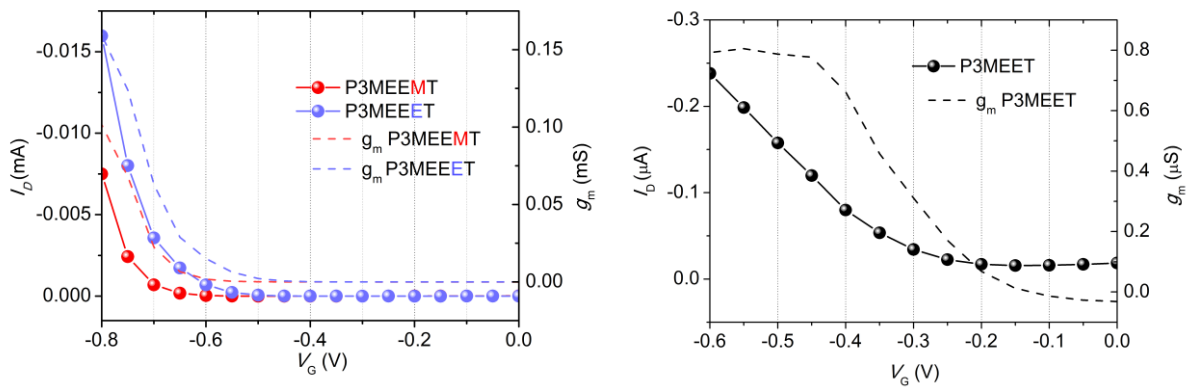 -0.015
-0.010
-0.005
0.000
I_D (mA)
0.15
0.10
0.05
0.00
g_m (mS)
P3MEEMT
P3MEEET
g_m P3MEEMT
g_m P3MEEET
-0.8
-0.6
-0.4
-0.2
0.0
V_G (V)
-0.3
-0.2
-0.1
0.0
I_D (μA)
0.8
0.6
0.4
0.2
0.0
g_m (μS)
P3MEET
g_m P3MEET
-0.6
-0.5
-0.4
-0.3
-0.2
-0.1
0.0
V_G (V)